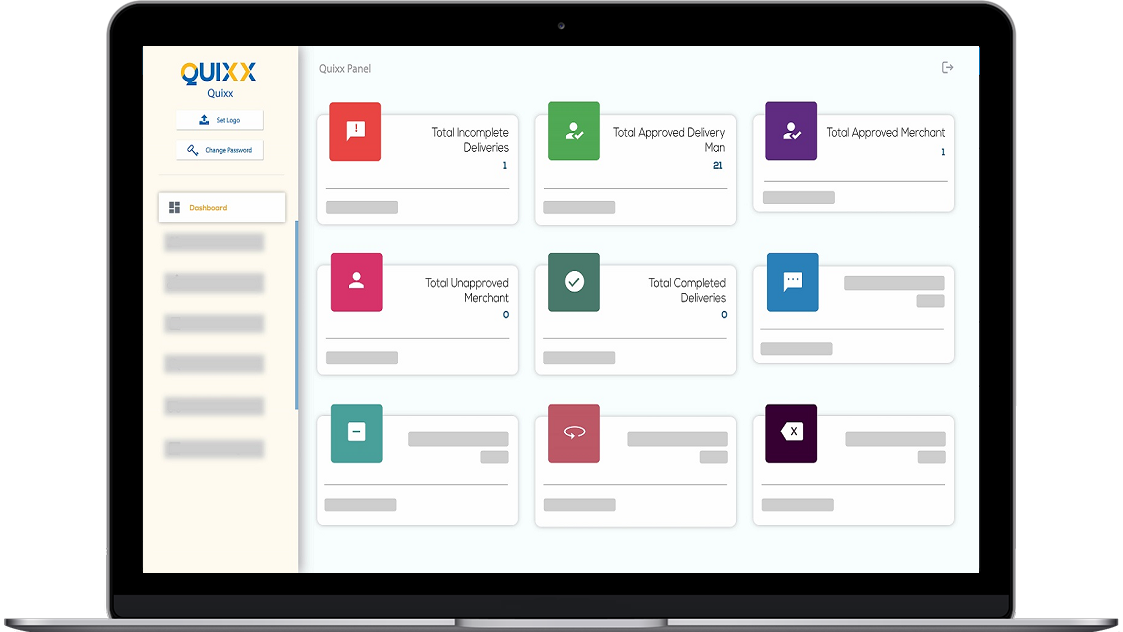 QUIXX
Quixx
Set Logo
Change Password
Dashboard
Quixx Panel
Total Incomplete
Deliveries
1
Total Approved Delivery
Man
21
Total Approved Merchant
1
Total Unapproved
Merchant
0
Total Completed
Deliveries
0
X